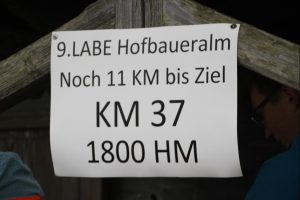 9.LABE Hofbaueralm
Noch 11 KM bis Ziel
KM 37
1800 HM